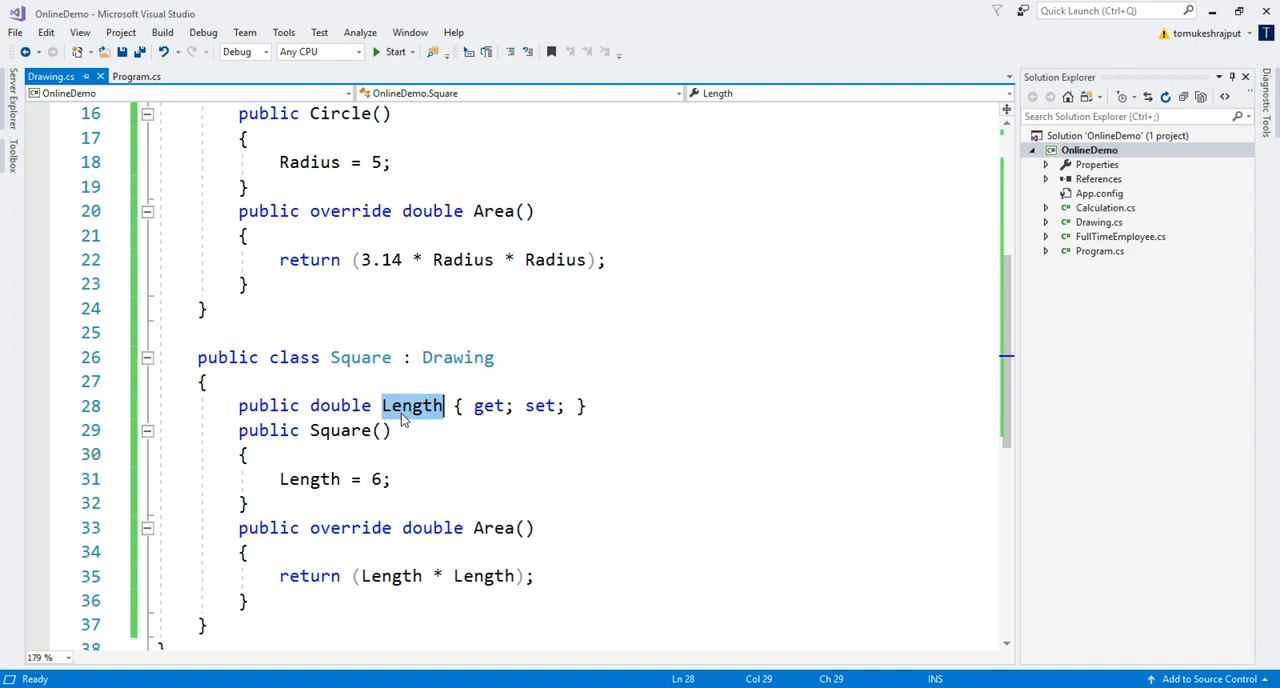 OnlineDemo - Microsoft Visual Studio
Quick Launch (Ctrl+Q)
File Edit View Project Build Debug Team Tools Test Analyze Window Help
tomukeshrajput
T
Debug Any CPU Start
Drawing.cs Program.cs
OnlineDemo OnlineDemo.Square Length
Server Explorer
Toolbox
16 public Circle()
17 {
18 Radius = 5;
19 }
20 public override double Area()
21 {
22 return (3.14 * Radius * Radius);
23 }
24 }
25
26 public class Square : Drawing
27 {
28 public double Length { get; set; }
29 public Square()
30 {
31 Length = 6;
32 }
33 public override double Area()
34 {
35 return (Length * Length);
36 }
37 }
38 }
179 %
Solution Explorer
Search Solution Explorer (Ctrl+;)
Solution 'OnlineDemo' (1 project)
OnlineDemo
Properties
References
App.config
Calculation.cs
Drawing.cs
FullTimeEmployee.cs
Program.cs
Diagnostic Tools
Ready Ln 28 Col 29 Ch 29 INS Add to Source Control